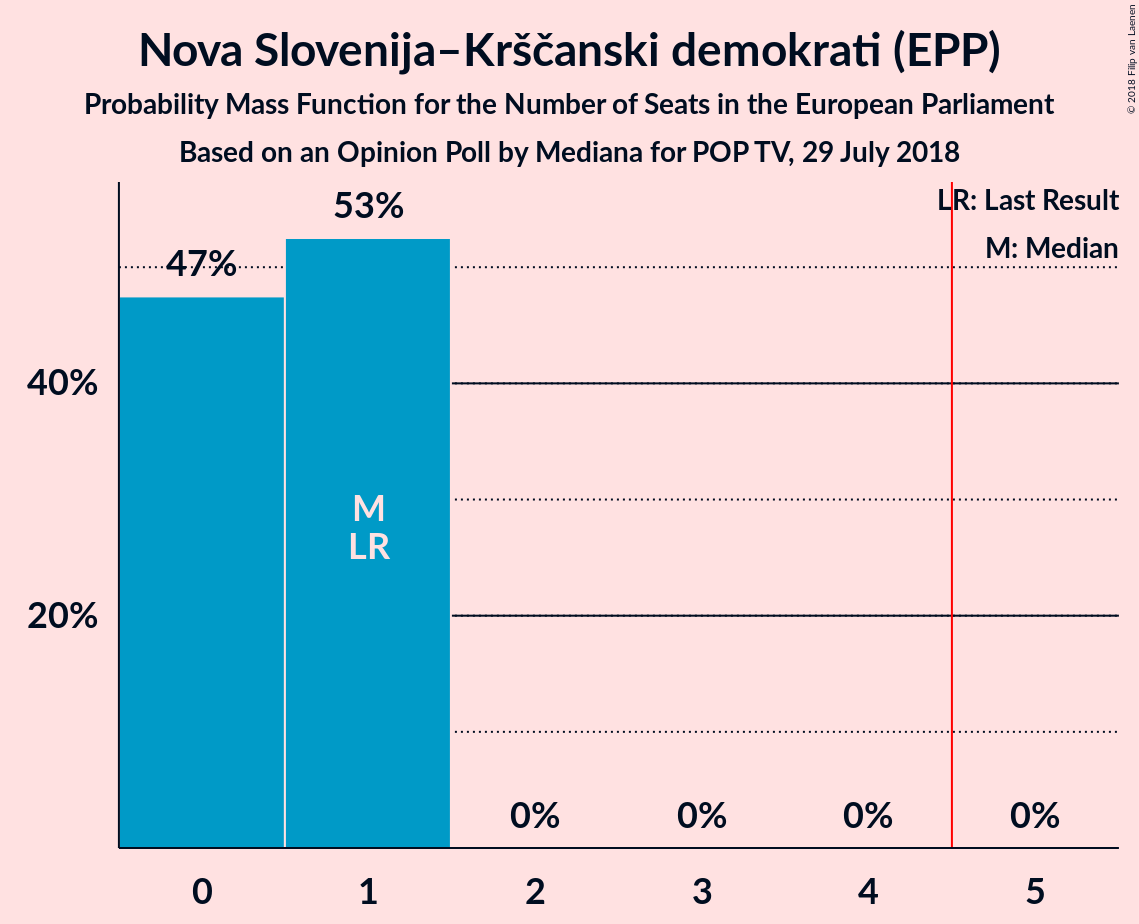 Nova Slovenija–Krščanski demokrati (EPP)
Probability Mass Function for the Number of Seats in the European Parliament
Based on an Opinion Poll by Mediana for POP TV, 29 July 2018
© 2018 Filip van Laenen
LR: Last Result
M: Median
53%
47%
40%
20%
M
LR
0% 0% 0% 0%
0 1 2 3 4 5